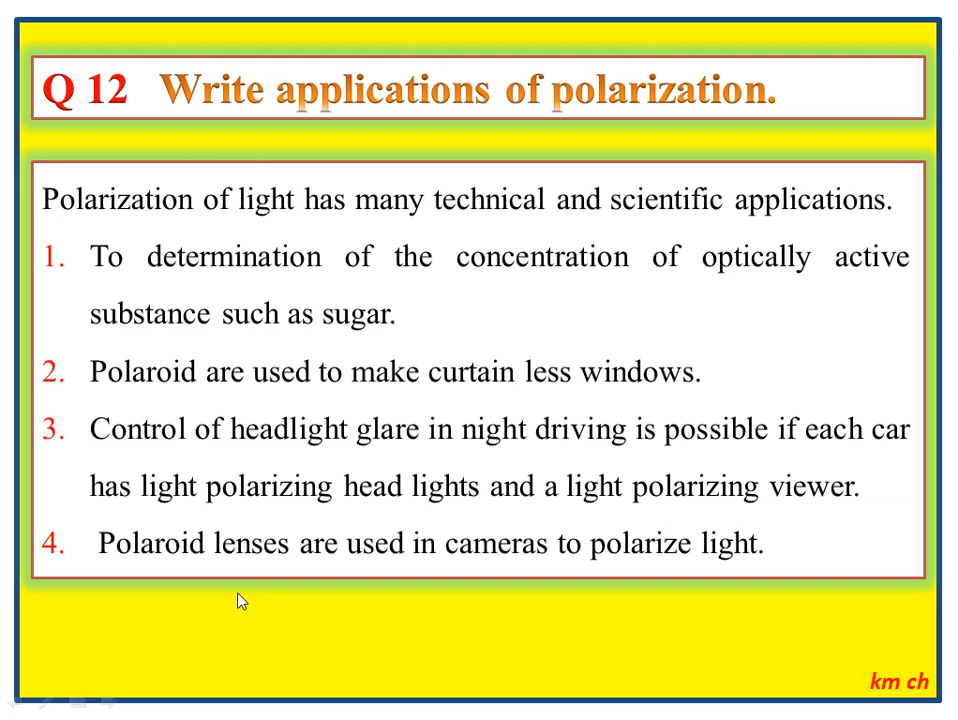 Q 12 Write applications of polarization.
Polarization of light has many technical and scientific applications.
1. To determination of the concentration of optically active
substance such as sugar.
2. Polaroid are used to make curtain less windows.
3. Control of headlight glare in night driving is possible if each car
has light polarizing head lights and a light polarizing viewer.
4. Polaroid lenses are used in cameras to polarize light.
km ch